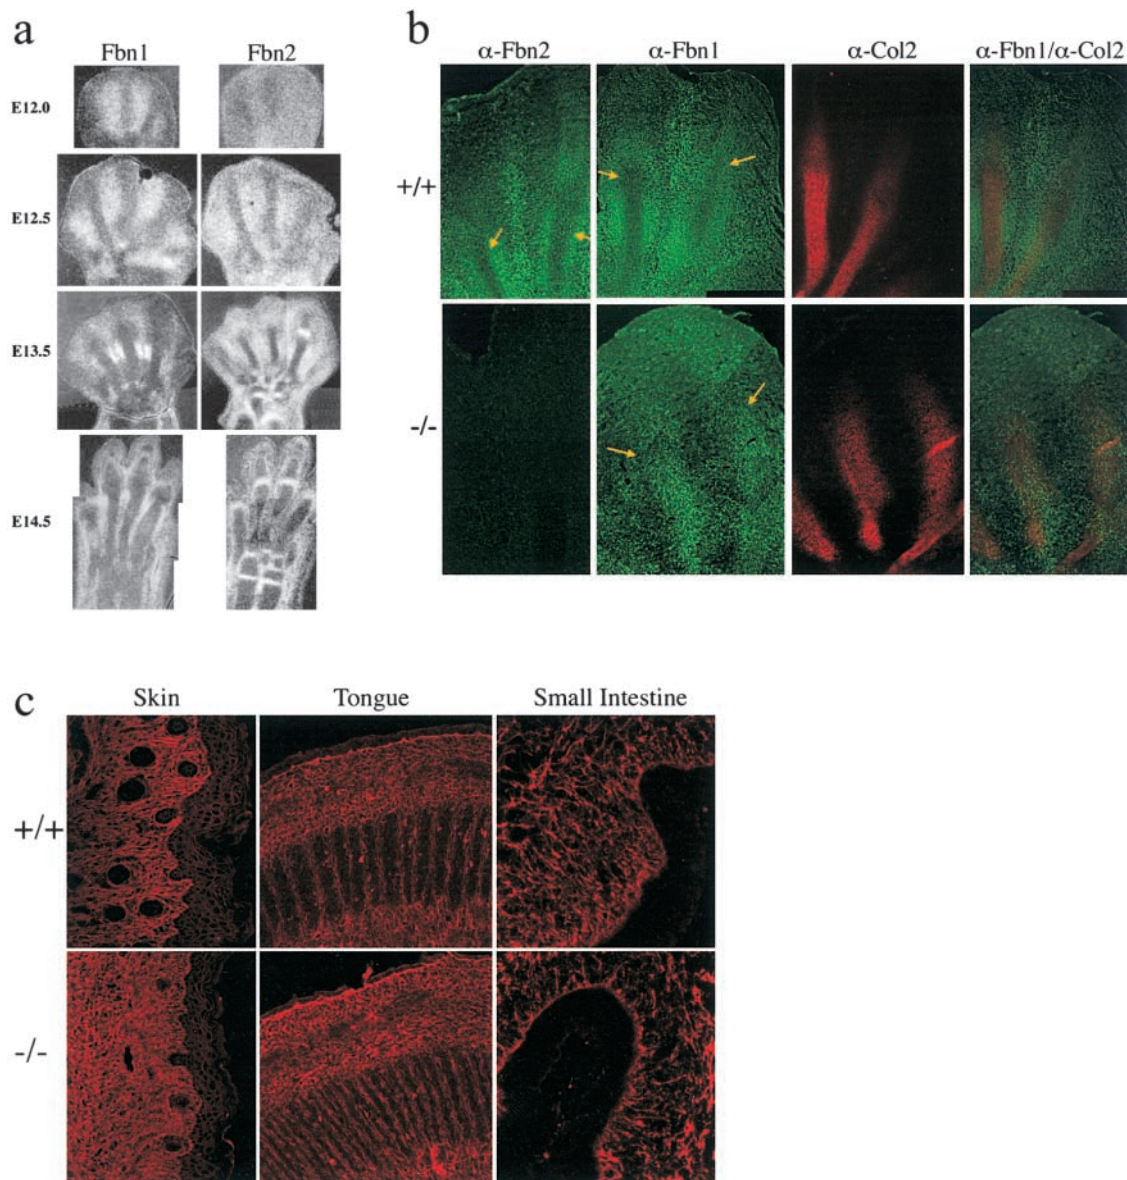 a
Fbn1 Fbn2
E12.0
E12.5
E13.5
E14.5
b
α-Fbn2 α-Fbn1 α-Col2 α-Fbn1/α-Col2
+/+
-/-
c
Skin Tongue Small Intestine
+/+
-/-